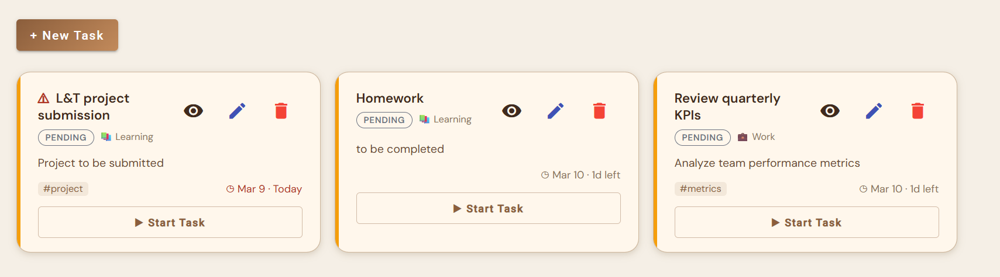 + New Task
⚠ L&T project
submission
PENDING Learning
Project to be submitted
#project Mar 9 · Today
▶ Start Task
Homework
PENDING Learning
to be completed
Mar 10 · 1d left
▶ Start Task
Review quarterly
KPIs
PENDING Work
Analyze team performance metrics
#metrics Mar 10 · 1d left
▶ Start Task